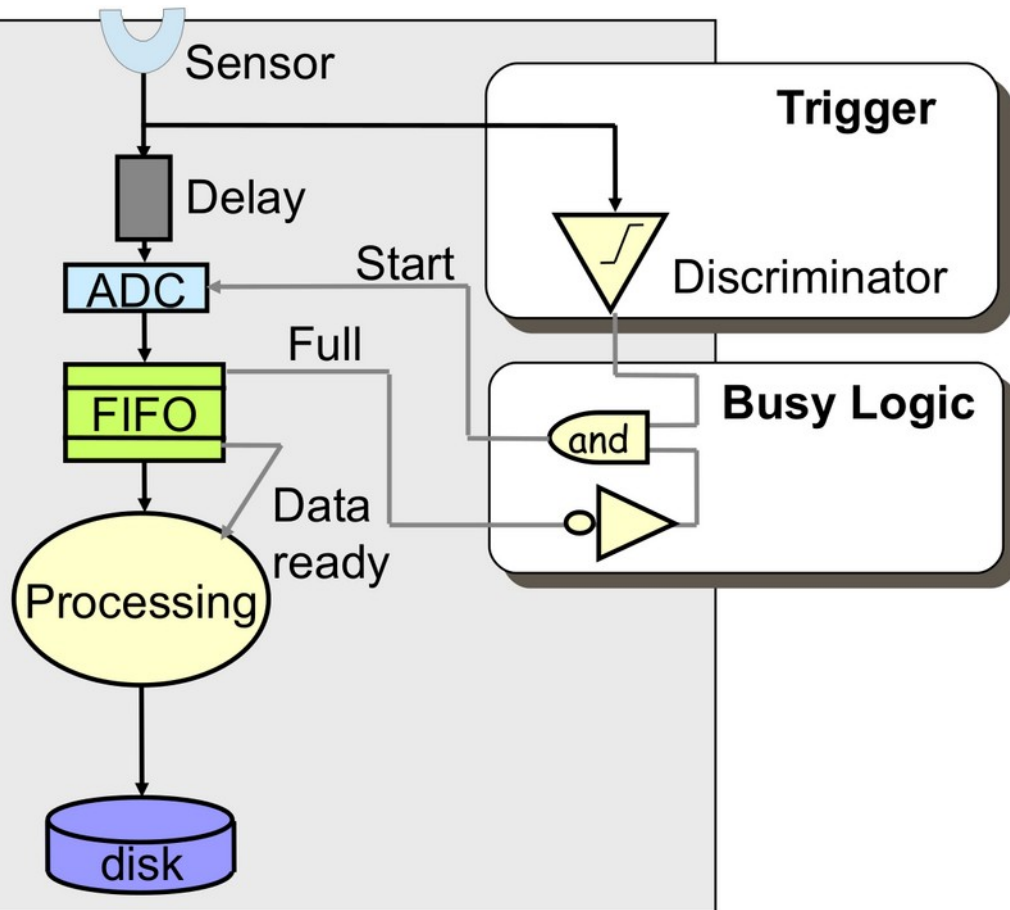 Sensor
Trigger
Delay
Start
Discriminator
ADC
Full
Busy Logic
FIFO
and
Data
ready
Processing
disk